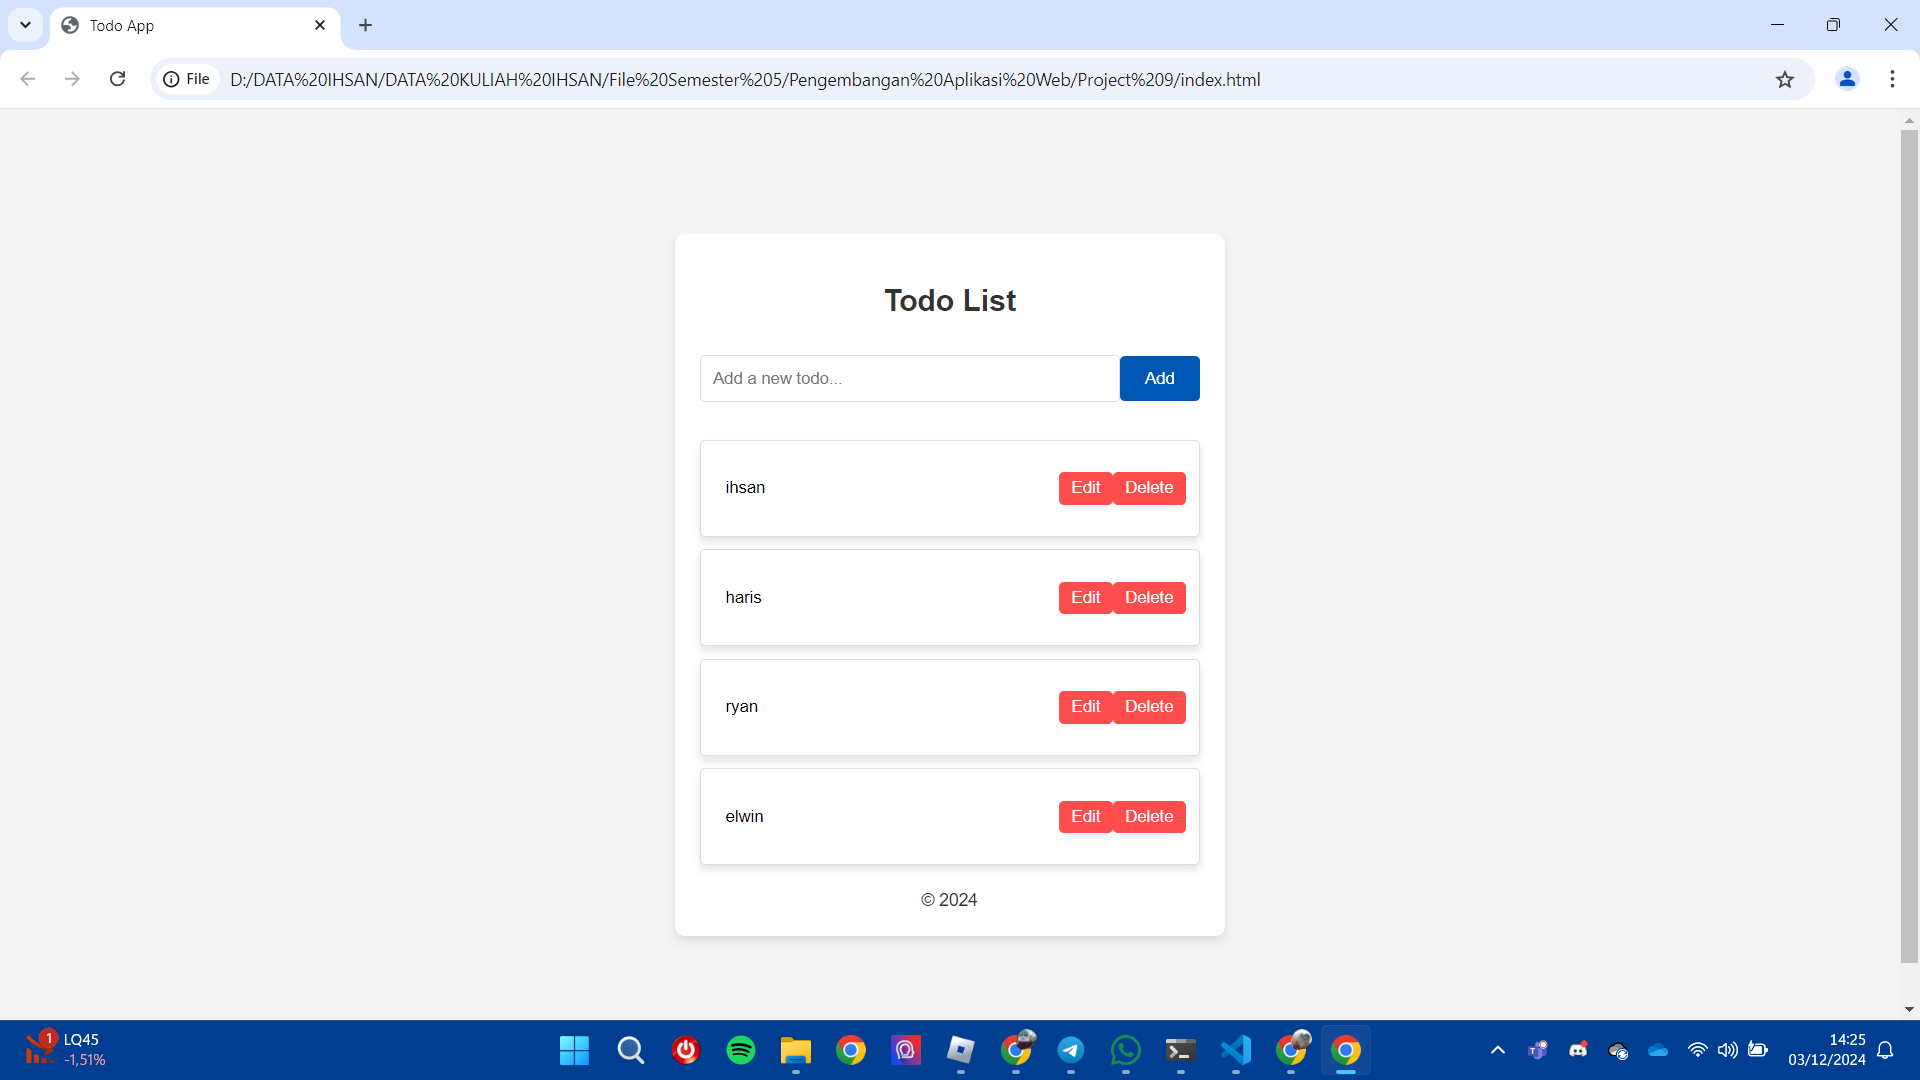 Todo App
File
D:/DATA%20IHSAN/DATA%20KULIAH%20IHSAN/File%20Semester%205/Pengembangan%20Aplikasi%20Web/Project%209/index.html
Todo List
Add a new todo...
Add
ihsan
Edit
Delete
haris
Edit
Delete
ryan
Edit
Delete
elwin
Edit
Delete
© 2024
1
LQ45
-1,51%
14:25
03/12/2024